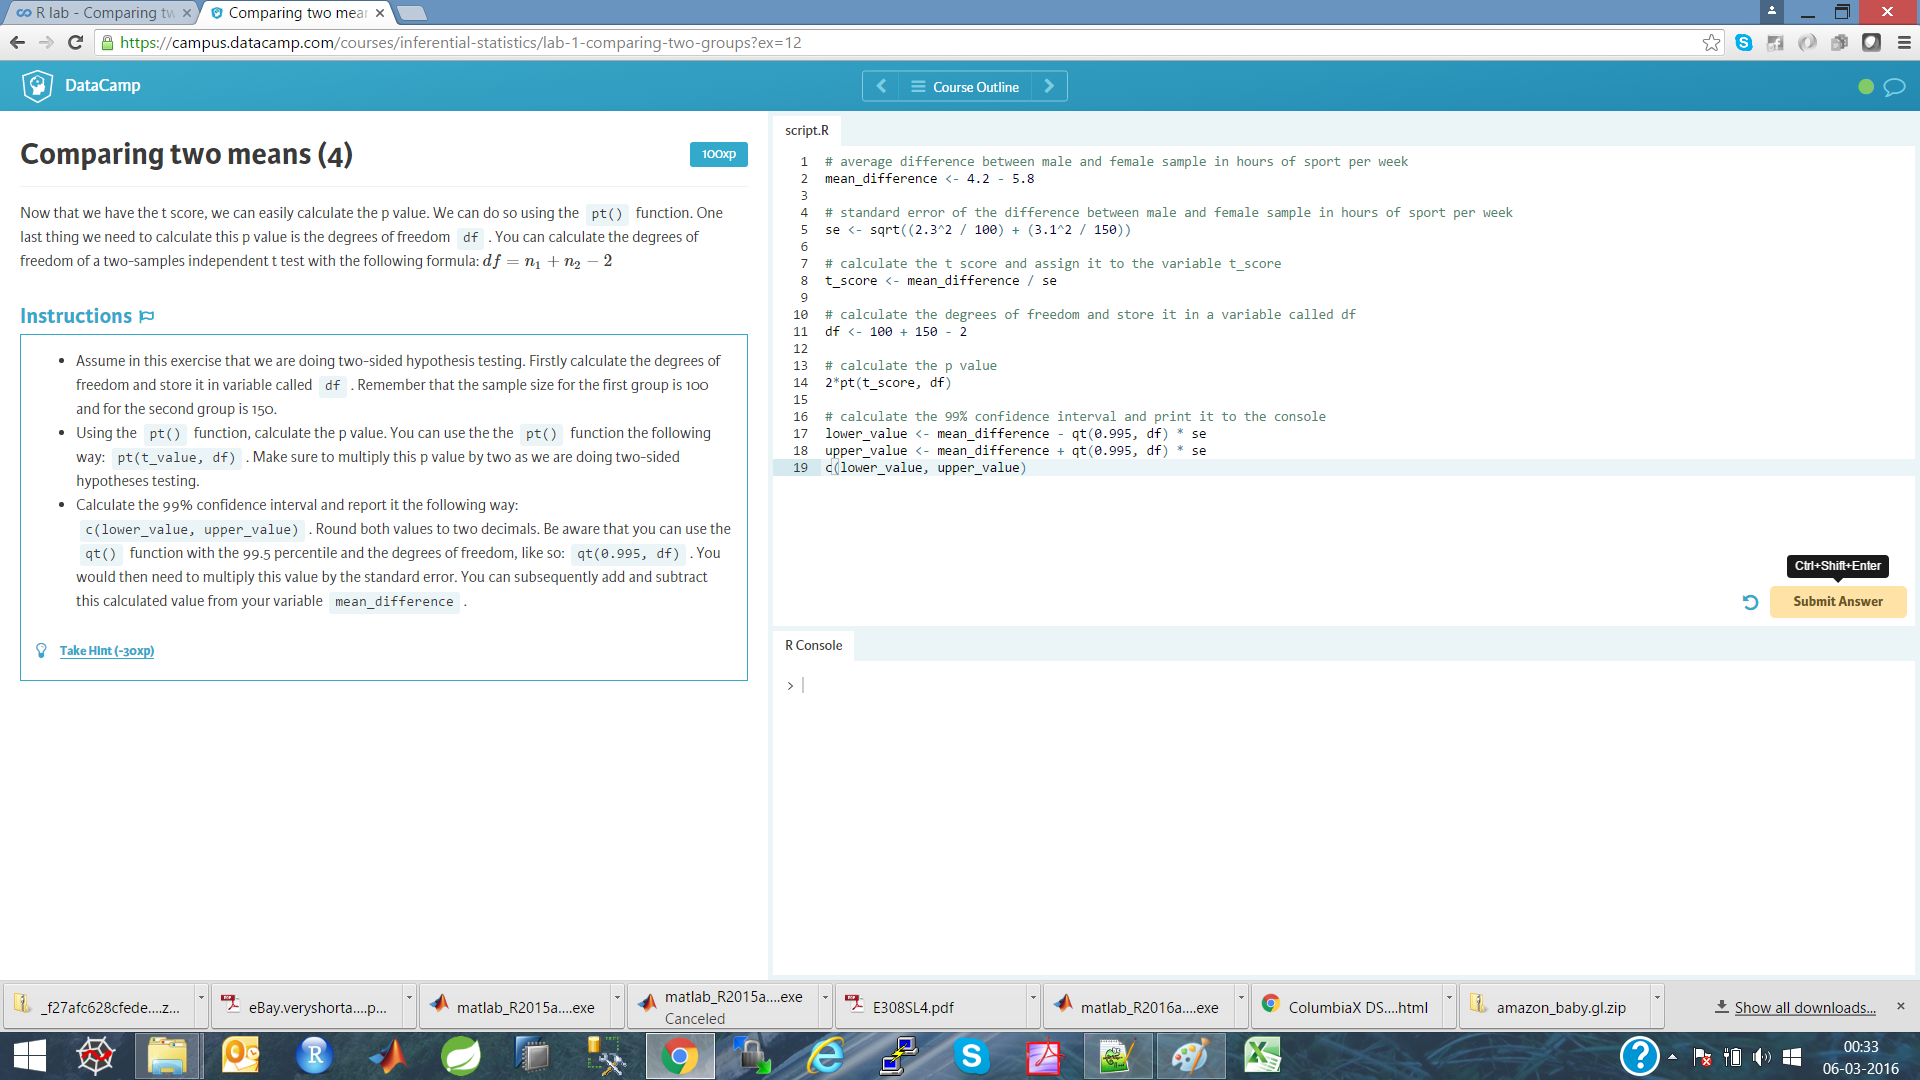 R lab - Comparing tw
Comparing two mea
https://campus.datacamp.com/courses/inferential-statistics/lab-1-comparing-two-groups?ex=12
DataCamp
Course Outline
Comparing two means (4)
100xp
Now that we have the t score, we can easily calculate the p value. We can do so using the pt() function. One
last thing we need to calculate this p value is the degrees of freedom df . You can calculate the degrees of
freedom of a two-samples independent t test with the following formula: df = n₁ + n₂ − 2
Instructions
• Assume in this exercise that we are doing two-sided hypothesis testing. Firstly calculate the degrees of
freedom and store it in variable called df . Remember that the sample size for the first group is 100
and for the second group is 150.
• Using the pt() function, calculate the p value. You can use the the pt() function the following
way: pt(t_value, df) . Make sure to multiply this p value by two as we are doing two-sided
hypotheses testing.
• Calculate the 99% confidence interval and report it the following way:
c(lower_value, upper_value) . Round both values to two decimals. Be aware that you can use the
qt() function with the 99.5 percentile and the degrees of freedom, like so: qt(0.995, df) . You
would then need to multiply this value by the standard error. You can subsequently add and subtract
this calculated value from your variable mean_difference .
Take Hint (-30xp)
script.R
1 # average difference between male and female sample in hours of sport per week
2 mean_difference <- 4.2 - 5.8
3
4 # standard error of the difference between male and female sample in hours of sport per week
5 se <- sqrt((2.3^2 / 100) + (3.1^2 / 150))
6
7 # calculate the t score and assign it to the variable t_score
8 t_score <- mean_difference / se
9
10 # calculate the degrees of freedom and store it in a variable called df
11 df <- 100 + 150 - 2
12
13 # calculate the p value
14 2*pt(t_score, df)
15
16 # calculate the 99% confidence interval and print it to the console
17 lower_value <- mean_difference - qt(0.995, df) * se
18 upper_value <- mean_difference + qt(0.995, df) * se
19 c(lower_value, upper_value)
Ctrl+Shift+Enter
Submit Answer
R Console
>
_f27afc628cfede....z...
eBay.veryshorta....p...
matlab_R2015a....exe
matlab_R2015a....exe
Canceled
E308SL4.pdf
matlab_R2016a....exe
ColumbiaX DS....html
amazon_baby.gl.zip
Show all downloads...
00:33
06-03-2016